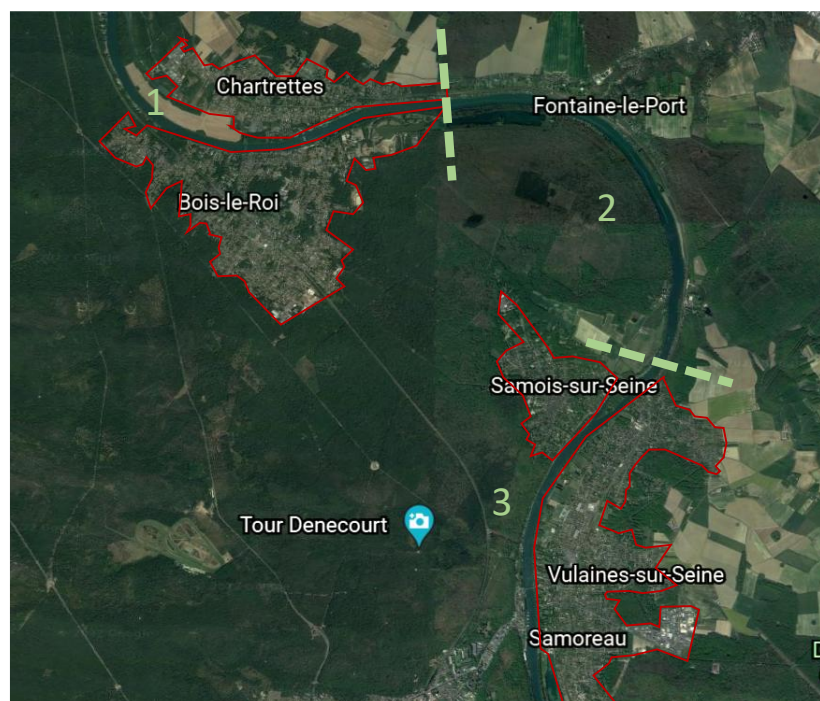 Chartrettes
1
Fontaine-le-Port
Bois-le-Roi
2
Samois-sur-Seine
3
Tour Denecourt
Vulaines-sur-Seine
Samoreau